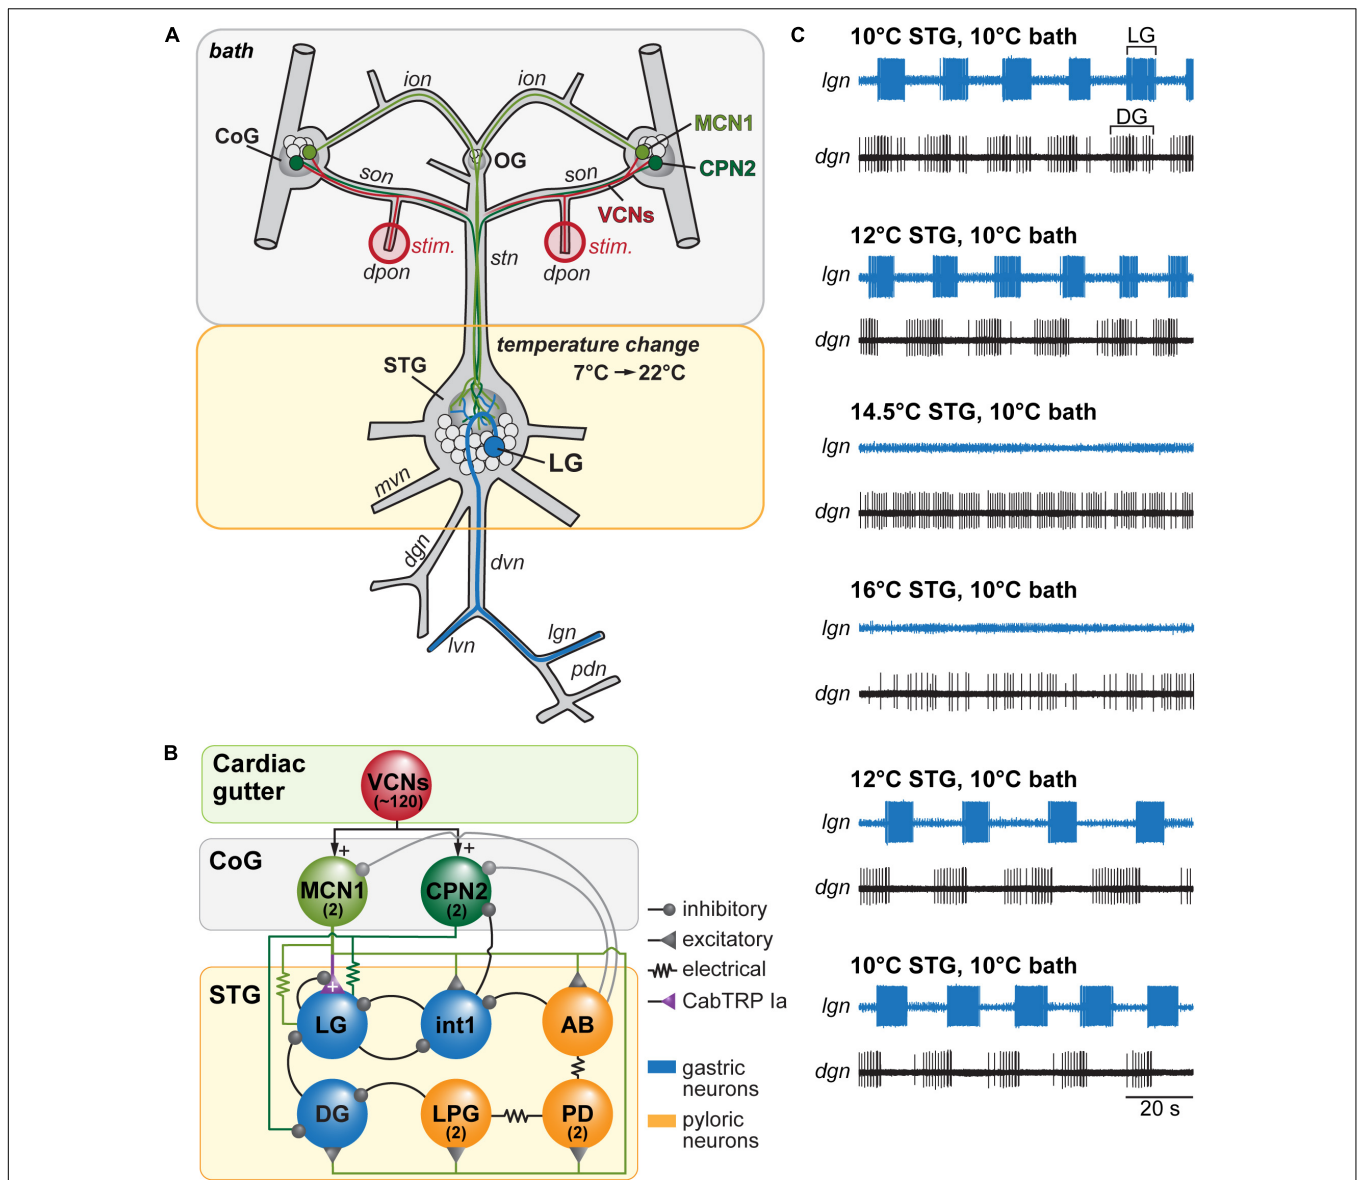 A
bath
ion
ion
CoG
MCN1
OG
CPN2
son
son
VCNs
stim.
stim.
dpon
dpon
stn
temperature change
7°C → 22°C
STG
LG
mvn
dgn
dvn
lvn
lgn
pdn
B
Cardiac
gutter
VCNs
(~120)
+
+
CoG
MCN1
(2)
CPN2
(2)
inhibitory
excitatory
electrical
CabTRP Ia
STG
+
LG
int1
AB
DG
LPG
(2)
PD
(2)
gastric
neurons
pyloric
neurons
C
10°C STG, 10°C bath
LG
lgn
DG
dgn
12°C STG, 10°C bath
lgn
dgn
14.5°C STG, 10°C bath
lgn
dgn
16°C STG, 10°C bath
lgn
dgn
12°C STG, 10°C bath
lgn
dgn
10°C STG, 10°C bath
lgn
dgn
20 s